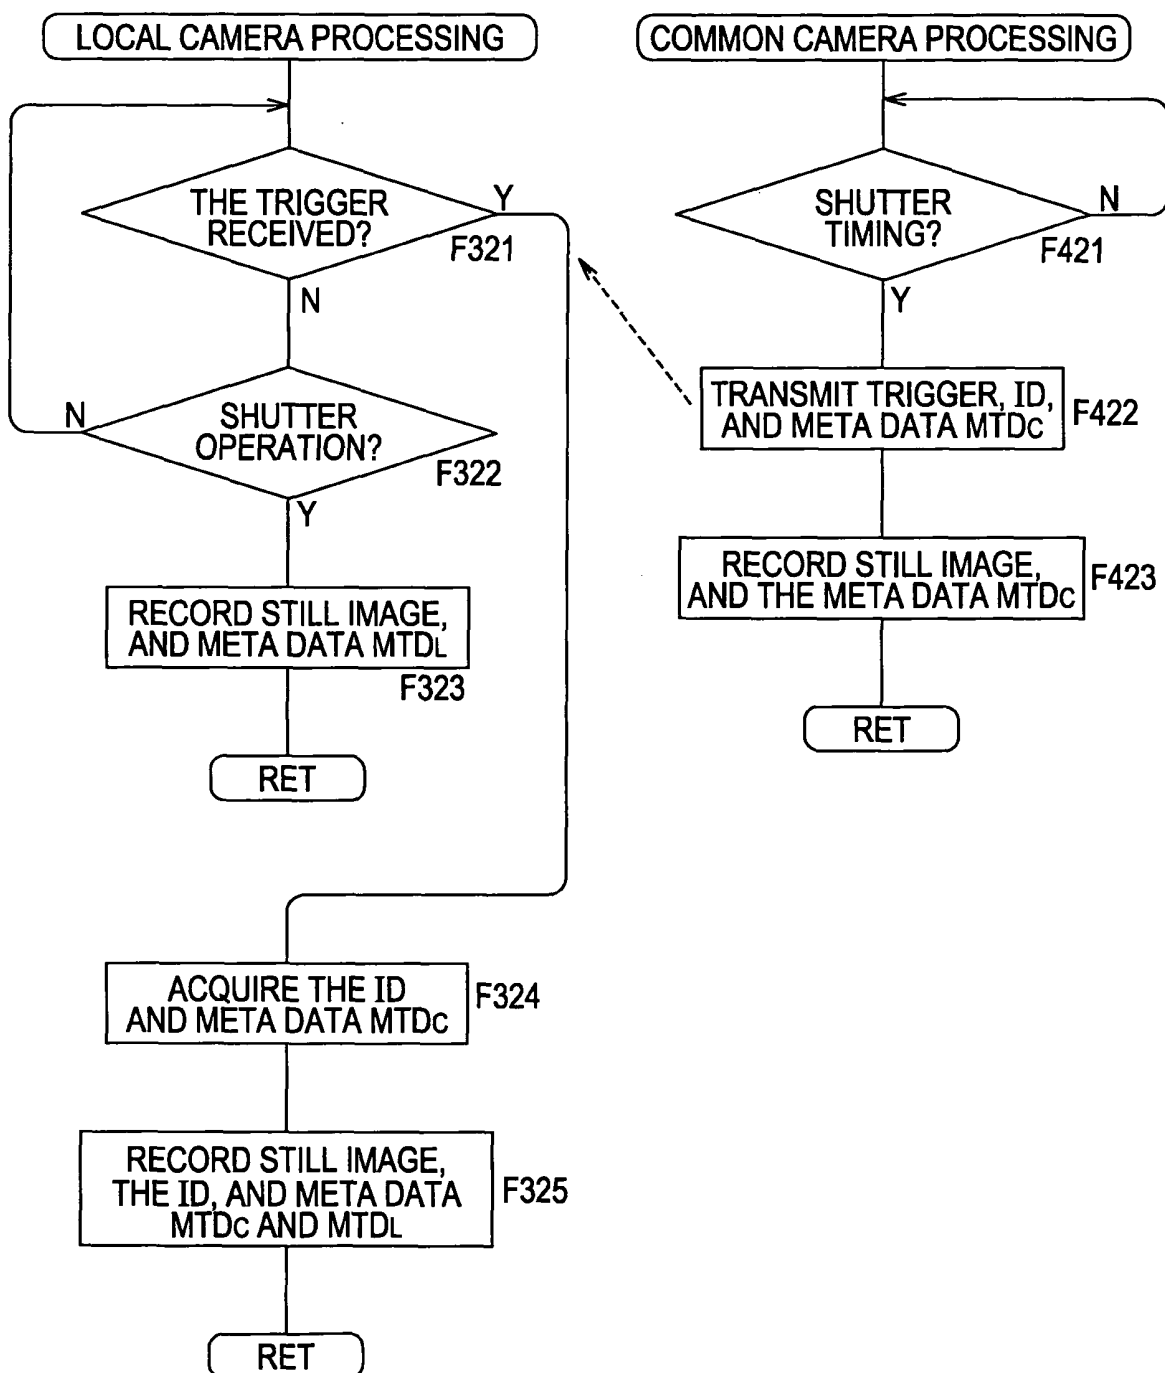 LOCAL CAMERA PROCESSING
THE TRIGGER
RECEIVED?
Y
F321
N
SHUTTER
OPERATION?
N
F322
Y
RECORD STILL IMAGE,
AND META DATA MTDL
F323
RET
ACQUIRE THE ID
AND META DATA MTDC
F324
RECORD STILL IMAGE,
THE ID, AND META DATA
MTDC AND MTDL
F325
RET
COMMON CAMERA PROCESSING
SHUTTER
TIMING?
N
F421
Y
TRANSMIT TRIGGER, ID,
AND META DATA MTDC
F422
RECORD STILL IMAGE,
AND THE META DATA MTDC
F423
RET